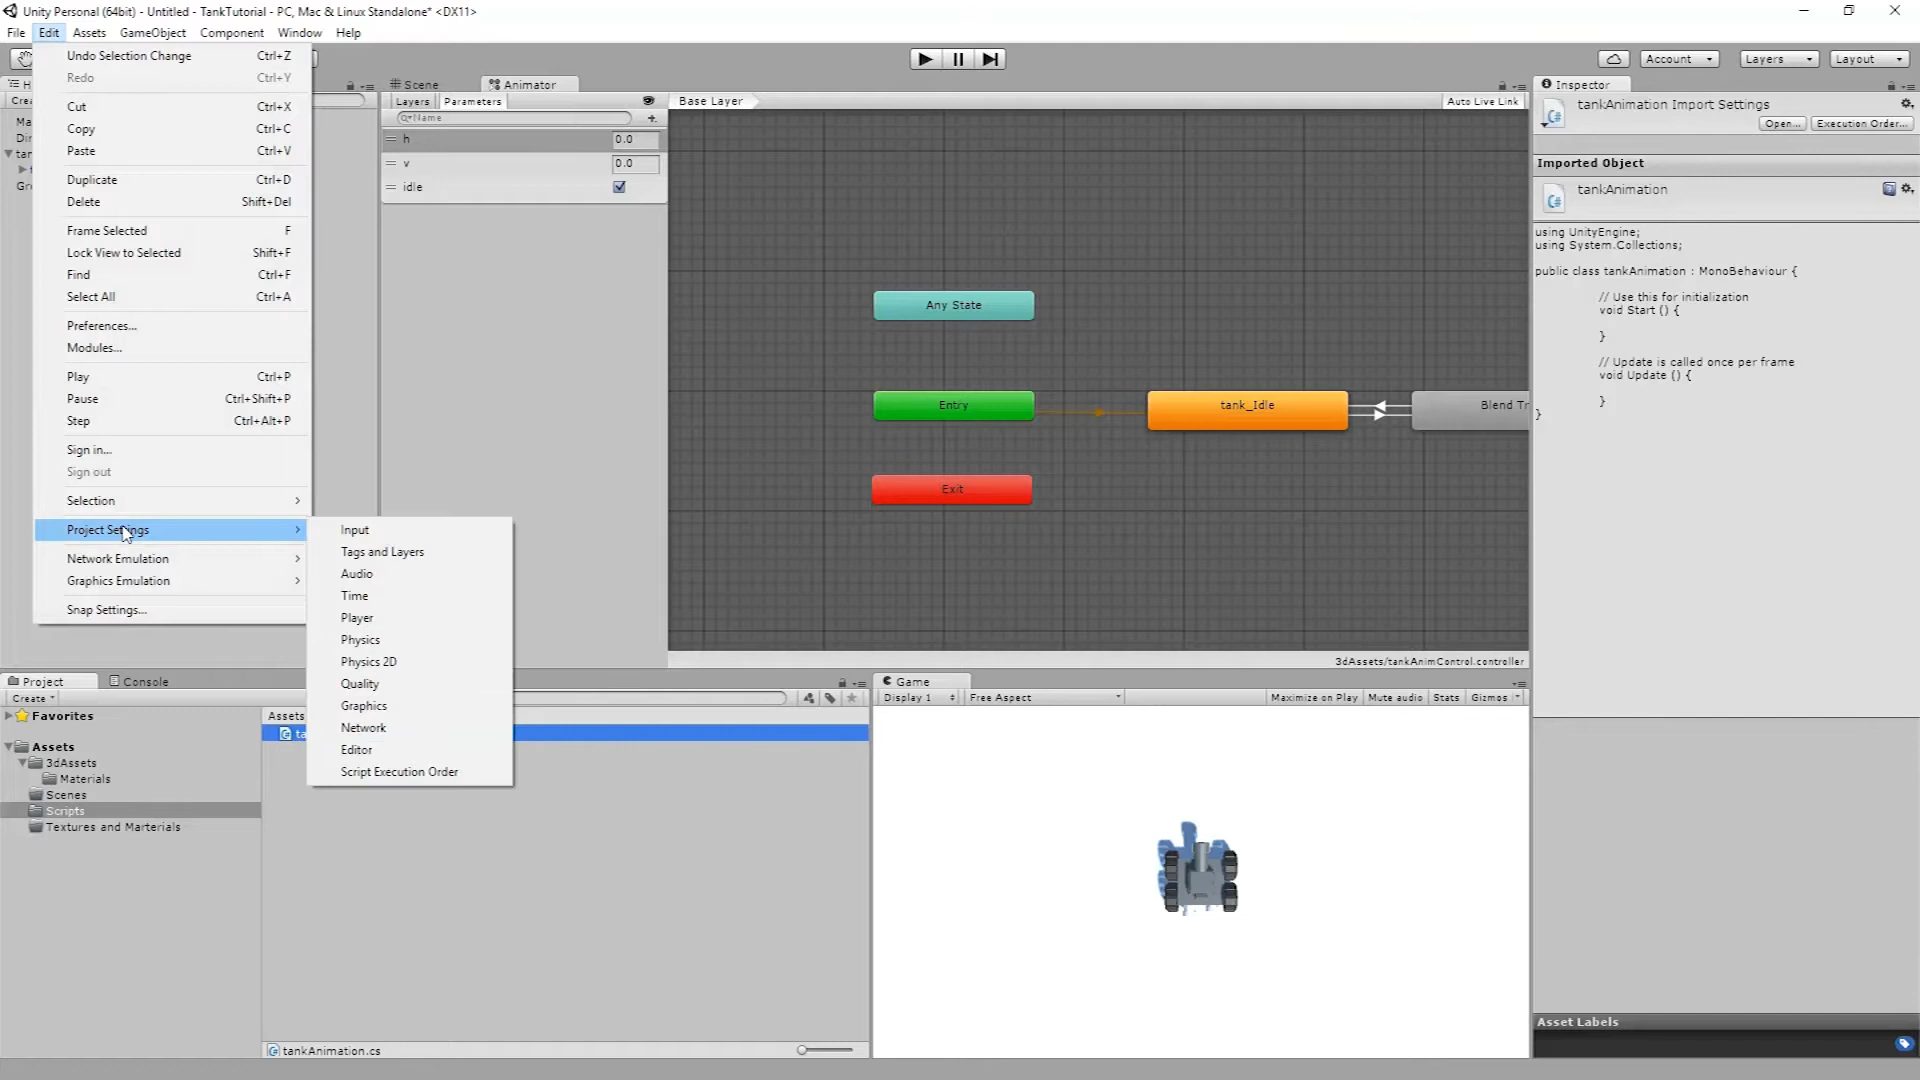 Unity Personal (64bit) - Untitled - TankTutorial - PC, Mac & Linux Standalone* <DX11>
File Edit Assets GameObject Component Window Help
Undo Selection Change Ctrl+Z
Redo Ctrl+Y
Cut Ctrl+X
Copy Ctrl+C
Paste Ctrl+V
Duplicate Ctrl+D
Delete Shift+Del
Frame Selected F
Lock View to Selected Shift+F
Find Ctrl+F
Select All Ctrl+A
Preferences...
Modules...
Play Ctrl+P
Pause Ctrl+Shift+P
Step Ctrl+Alt+P
Sign in...
Sign out
Selection
Project Settings
Network Emulation
Graphics Emulation
Snap Settings...
Input
Tags and Layers
Audio
Time
Player
Physics
Physics 2D
Quality
Graphics
Network
Editor
Script Execution Order
Account Layers Layout
Scene Animator
Layers Parameters
Name
h 0.0
v 0.0
idle
Base Layer Auto Live Link
Any State
Entry
tank_Idle
Blend Tr
Exit
3dAssets/tankAnimControl.controller
Inspector
tankAnimation Import Settings
Open... Execution Order...
Imported Object
tankAnimation
using UnityEngine;
using System.Collections;
public class tankAnimation : MonoBehaviour {
// Use this for initialization
void Start () {
}
// Update is called once per frame
void Update () {
}
}
Project Console
Create
Favorites
Assets
3dAssets
Materials
Scenes
Scripts
Textures and Marterials
Assets
tankAnimation.cs
Game
Display 1 Free Aspect Maximize on Play Mute audio Stats Gizmos
Asset Labels